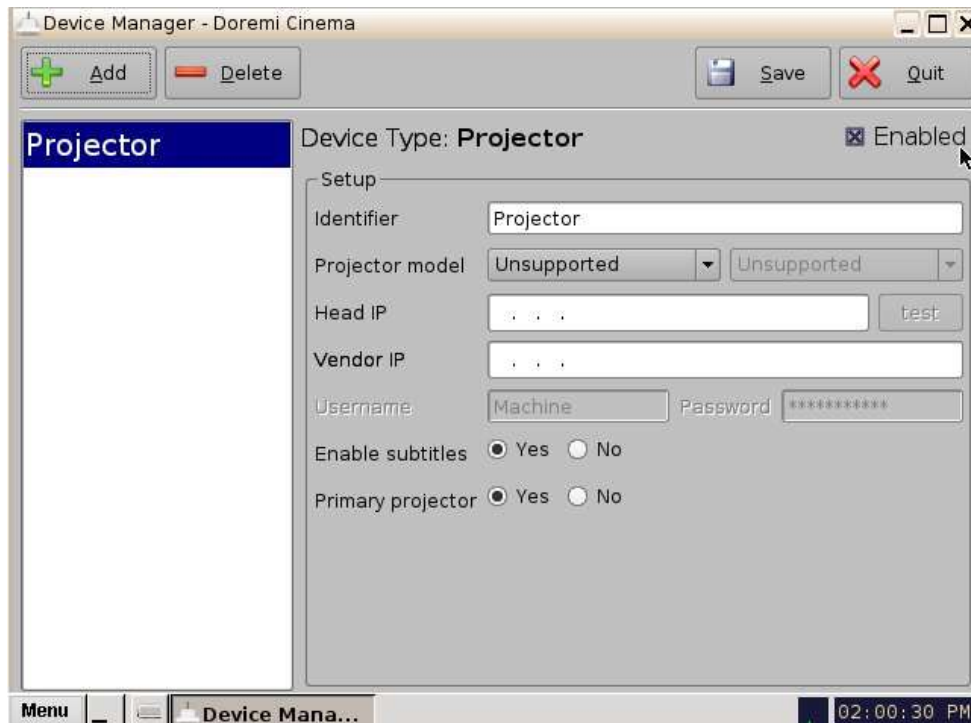 Device Manager - Doremi Cinema
Add Delete Save Quit
Projector
Device Type: Projector Enabled
Setup
Identifier Projector
Projector model Unsupported Unsupported
Head IP . . . test
Vendor IP . . .
Username Machine Password ***********
Enable subtitles Yes No
Primary projector Yes No
Menu Device Mana... 02:00:30 PM